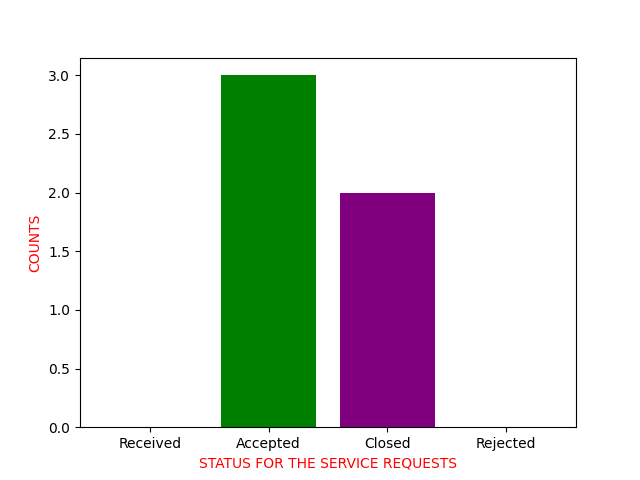 3.0
2.5
2.0
1.5
1.0
0.5
0.0
COUNTS
Received Accepted Closed Rejected
STATUS FOR THE SERVICE REQUESTS